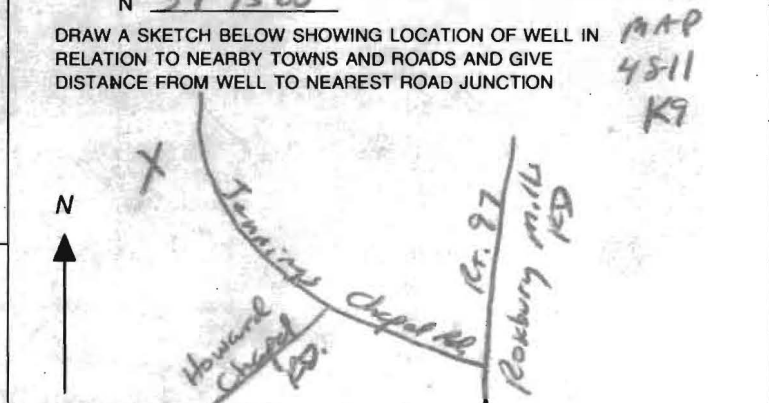 N
DRAW A SKETCH BELOW SHOWING LOCATION OF WELL IN
RELATION TO NEARBY TOWNS AND ROADS AND GIVE
DISTANCE FROM WELL TO NEAREST ROAD JUNCTION
MAP
4811
K9
X
N
Jennings
Chapel Rd.
Rt. 97
Roxbury Mills
RD
Howard
Chapel
RD.